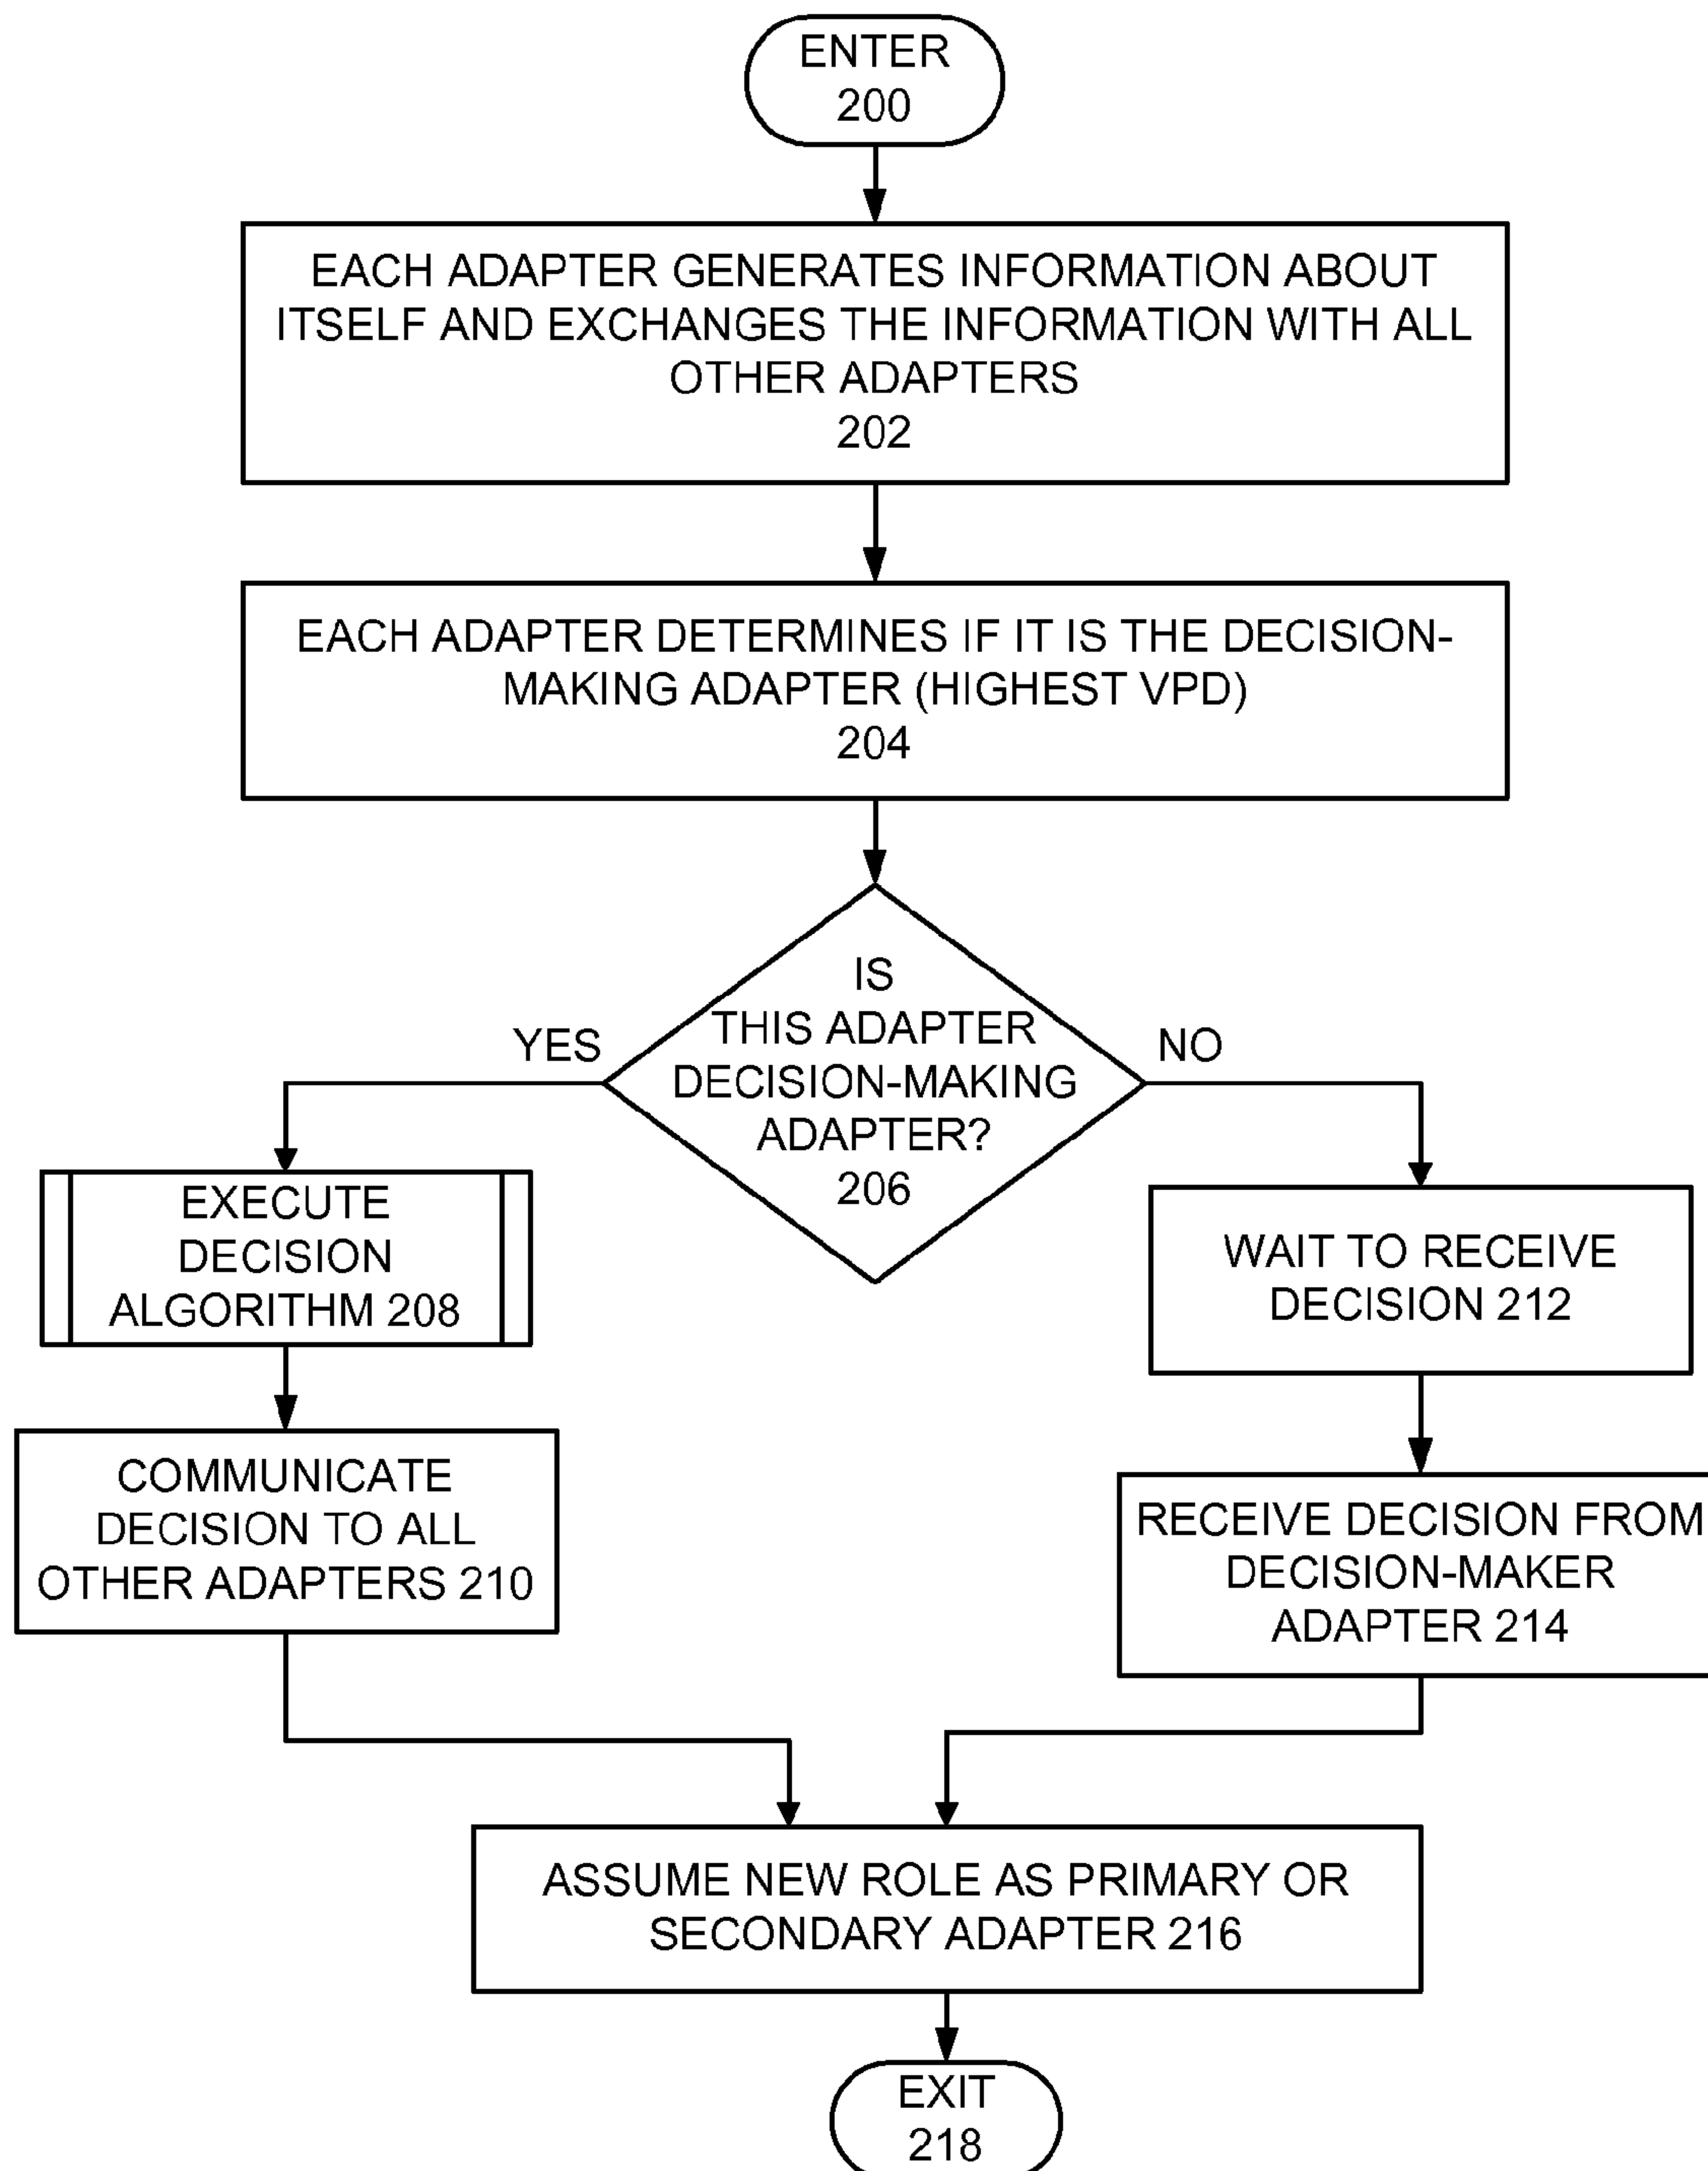 ENTER
200
EACH ADAPTER GENERATES INFORMATION ABOUT
ITSELF AND EXCHANGES THE INFORMATION WITH ALL
OTHER ADAPTERS
202
EACH ADAPTER DETERMINES IF IT IS THE DECISION-
MAKING ADAPTER (HIGHEST VPD)
204
IS
THIS ADAPTER
DECISION-MAKING
ADAPTER?
206
YES
NO
EXECUTE
DECISION
ALGORITHM 208
WAIT TO RECEIVE
DECISION 212
COMMUNICATE
DECISION TO ALL
OTHER ADAPTERS 210
RECEIVE DECISION FROM
DECISION-MAKER
ADAPTER 214
ASSUME NEW ROLE AS PRIMARY OR
SECONDARY ADAPTER 216
EXIT
218